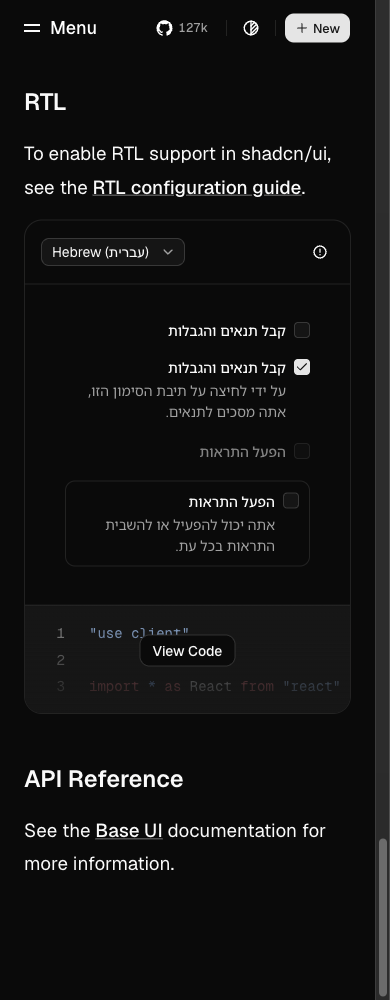 Menu
127k
+ New
RTL
To enable RTL support in shadcn/ui,
see the RTL configuration guide.
Hebrew (עברית)
קבל תנאים והגבלות
קבל תנאים והגבלות
על ידי לחיצה על תיבת הסימון הזו,
אתה מסכים לתנאים.
הפעל התראות
הפעל התראות
אתה יכול להפעיל או להשבית
התראות בכל עת.
1 "use client"
2
View Code
3 import * as React from "react"
API Reference
See the Base UI documentation for
more information.